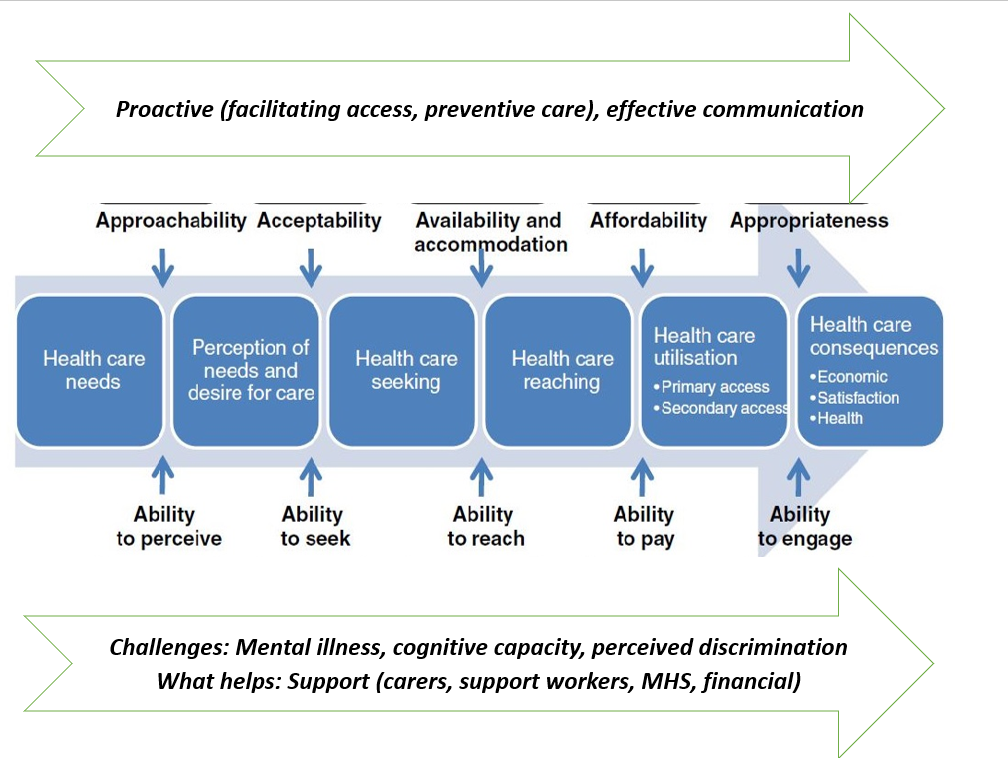 Proactive (facilitating access, preventive care), effective communication
Approachability
Acceptability
Availability and
accommodation
Affordability
Appropriateness
Health care
needs
Perception of
needs and
desire for care
Health care
seeking
Health care
reaching
Health care
utilisation
•Primary access
•Secondary access
Health care
consequences
•Economic
•Satisfaction
•Health
Ability
to perceive
Ability
to seek
Ability
to reach
Ability
to pay
Ability
to engage
Challenges: Mental illness, cognitive capacity, perceived discrimination
What helps: Support (carers, support workers, MHS, financial)